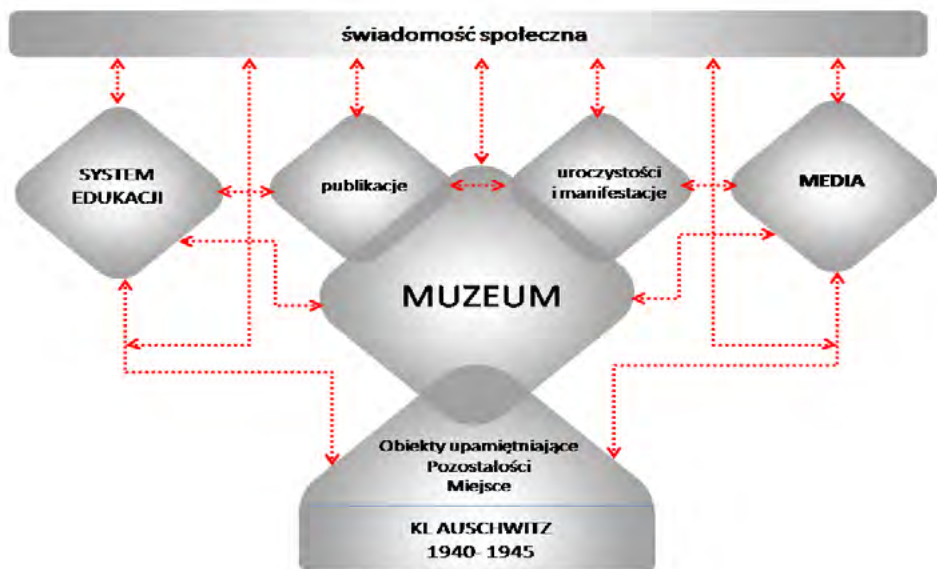 świadomość społeczna
SYSTEM
EDUKACJI
publikacje
uroczystości
i manifestacje
MEDIA
MUZEUM
Obiekty upamiętniające
Pozostałości
Miejsce
KL AUSCHWITZ
1940- 1945